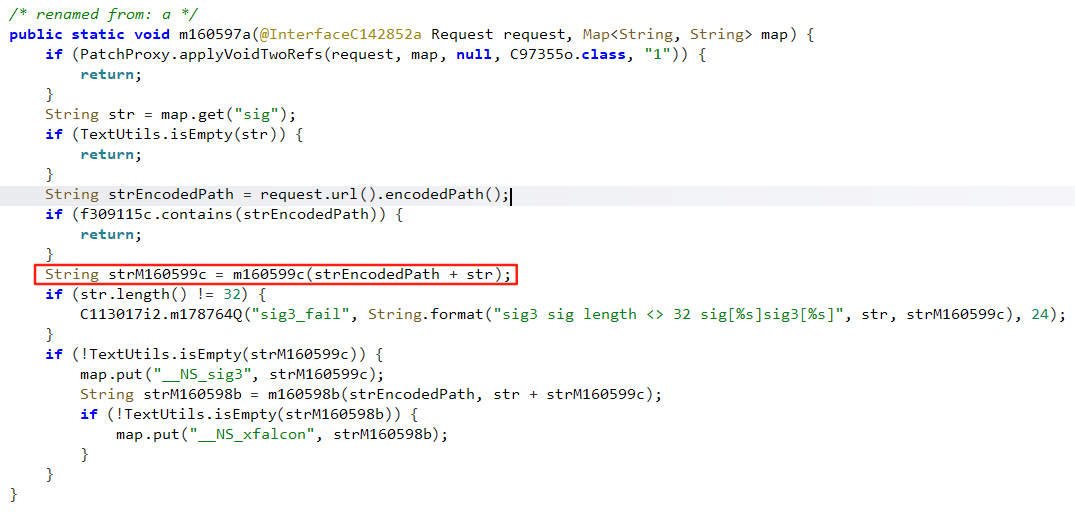 /* renamed from: a */
public static void m160597a(@InterfaceC142852a Request request, Map<String, String> map) {
    if (PatchProxy.applyVoidTwoRefs(request, map, null, C97355o.class, "1")) {
        return;
    }
    String str = map.get("sig");
    if (TextUtils.isEmpty(str)) {
        return;
    }
    String strEncodedPath = request.url().encodedPath();
    if (f309115c.contains(strEncodedPath)) {
        return;
    }
    String strM160599c = m160599c(strEncodedPath + str);
    if (str.length() != 32) {
        C113017i2.m178764Q("sig3_fail", String.format("sig3 sig length <> 32 sig[%s]sig3[%s]", str, strM160599c), 24);
    }
    if (!TextUtils.isEmpty(strM160599c)) {
        map.put("__NS_sig3", strM160599c);
        String strM160598b = m160598b(strEncodedPath, str + strM160599c);
        if (!TextUtils.isEmpty(strM160598b)) {
            map.put("__NS_xfalcon", strM160598b);
        }
    }
}